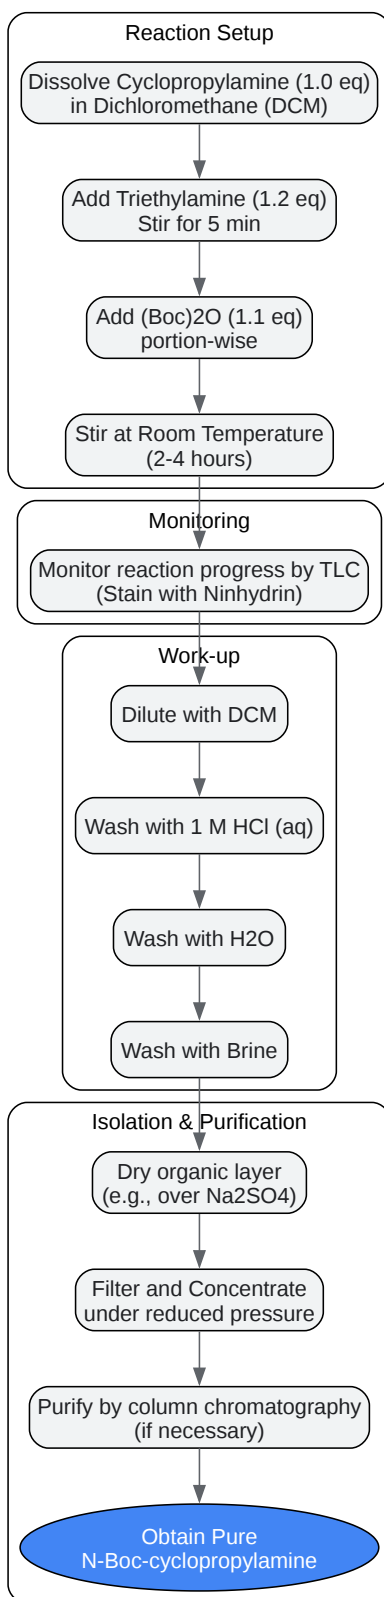 Reaction Setup
Dissolve Cyclopropylamine (1.0 eq)
in Dichloromethane (DCM)
Add Triethylamine (1.2 eq)
Stir for 5 min
Add (Boc)2O (1.1 eq)
portion-wise
Stir at Room Temperature
(2-4 hours)
Monitoring
Monitor reaction progress by TLC
(Stain with Ninhydrin)
Work-up
Dilute with DCM
Wash with 1 M HCl (aq)
Wash with H2O
Wash with Brine
Isolation & Purification
Dry organic layer
(e.g., over Na2SO4)
Filter and Concentrate
under reduced pressure
Purify by column chromatography
(if necessary)
Obtain Pure
N-Boc-cyclopropylamine